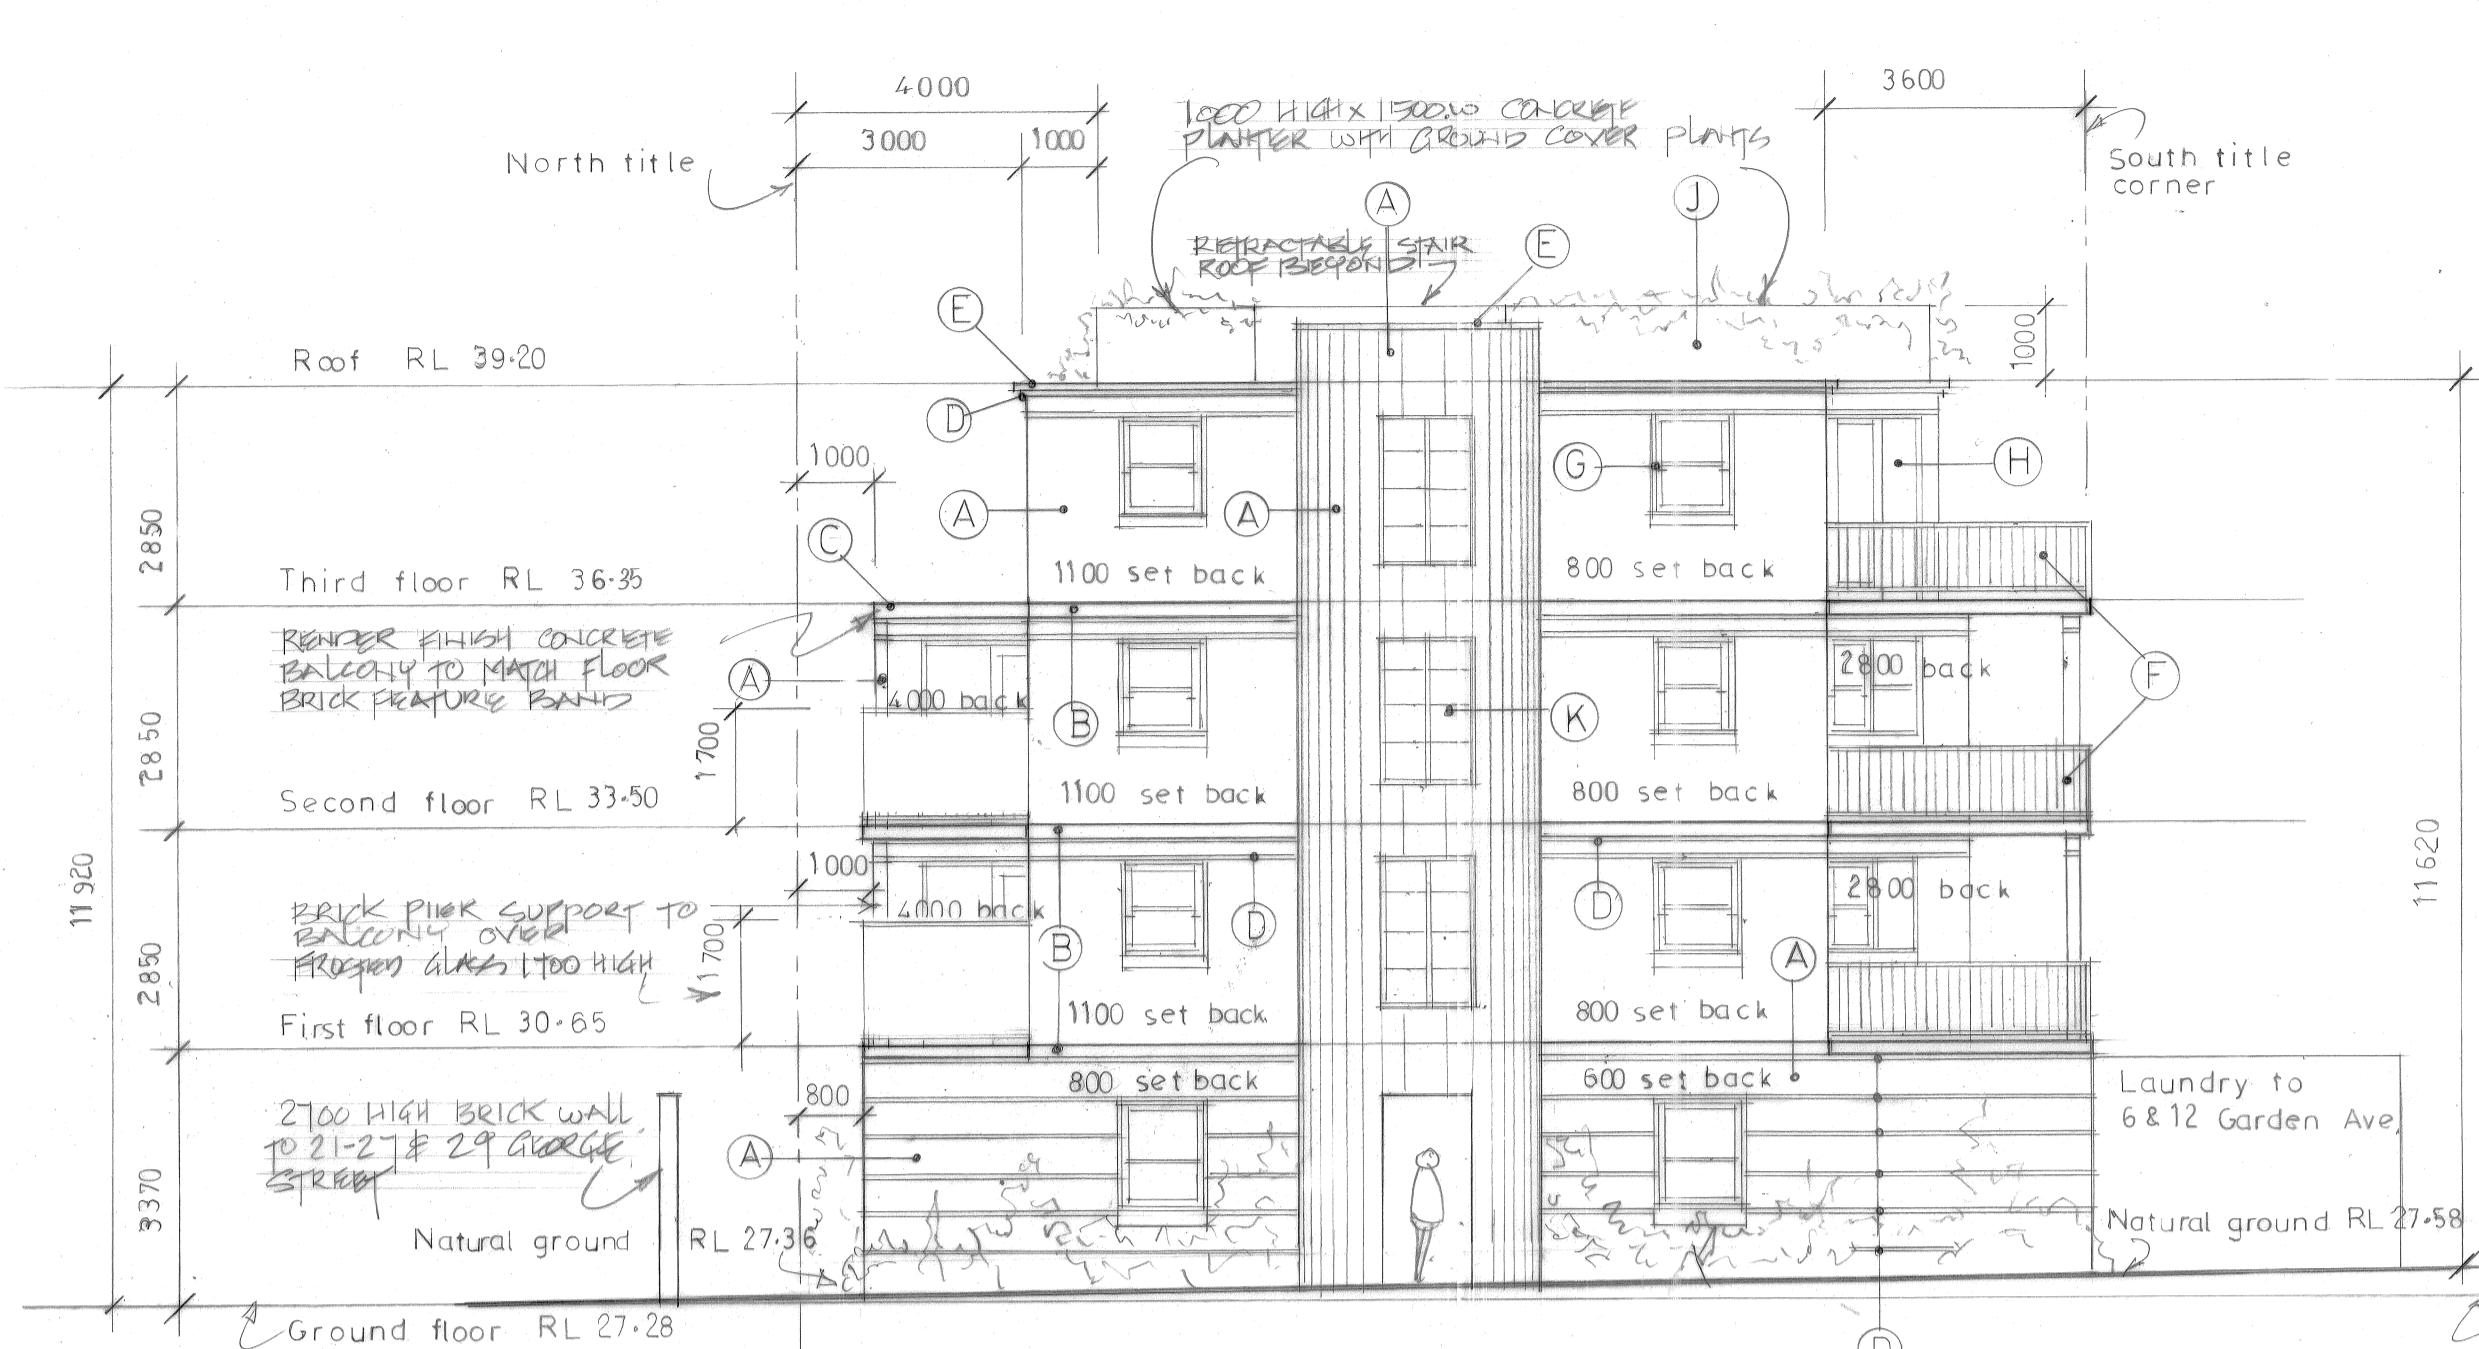 4000
3600
3000
1000
1000 HIGH x 1500.W CONCRETE
PLANTER WITH GROUND COVER PLANTS
North title
South title
corner
A
J
RETRACTABLE STAIR
ROOF BEYOND
E
E
Roof RL 39.20
1000
D
1000
G
H
A
A
C
2850
1100 set back
800 set back
Third floor RL 36.35
RENDER FINISH CONCRETE
BALCONY TO MATCH FLOOR
BRICK FEATURE BAND
A
4000 back
2800 back
F
B
K
1700
2850
1100 set back
800 set back
Second floor RL 33.50
11 920
11 620
1000
2800 back
BRICK PIER SUPPORT TO
BALCONY OVER
FROSTED GLASS 1700 HIGH
4000 back
D
D
B
A
1700
2850
1100 set back
800 set back
First floor RL 30.65
800 set back
600 set back
Laundry to
6 & 12 Garden Ave.
800
2700 HIGH BRICK WALL
TO 21-27 & 29 GEORGE
STREET
A
3370
Natural ground RL 27.36
Natural ground RL 27.58
Ground floor RL 27.28
D